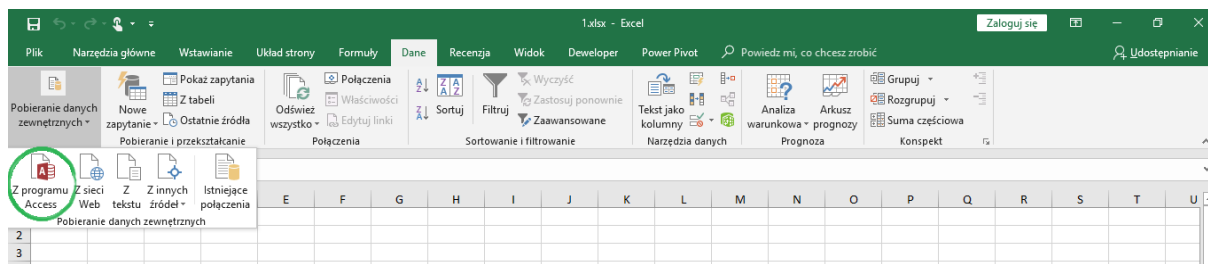 1.xlsx - Excel
Zaloguj się
Plik Narzędzia główne Wstawianie Układ strony Formuły Dane Recenzja Widok Deweloper Power Pivot Powiedz mi, co chcesz zrobić Udostępnianie
Pobieranie danych
zewnętrznych
Nowe
zapytanie
Pokaż zapytania
Z tabeli
Ostatnie źródła
Pobieranie i przekształcanie
Odśwież
wszystko
Połączenia
Właściwości
Edytuj linki
Połączenia
Sortuj
Filtruj
Wyczyść
Zastosuj ponownie
Zaawansowane
Sortowanie i filtrowanie
Tekst jako
kolumny
Narzędzia danych
Analiza
warunkowa
Arkusz
prognozy
Prognoza
Grupuj
Rozgrupuj
Suma częściowa
Konspekt
Z programu
Access
Z sieci
Web
Z
tekstu
Z innych
źródeł
Istniejące
połączenia
Pobieranie danych zewnętrznych
E F G H I J K L M N O P Q R S T U
2
3